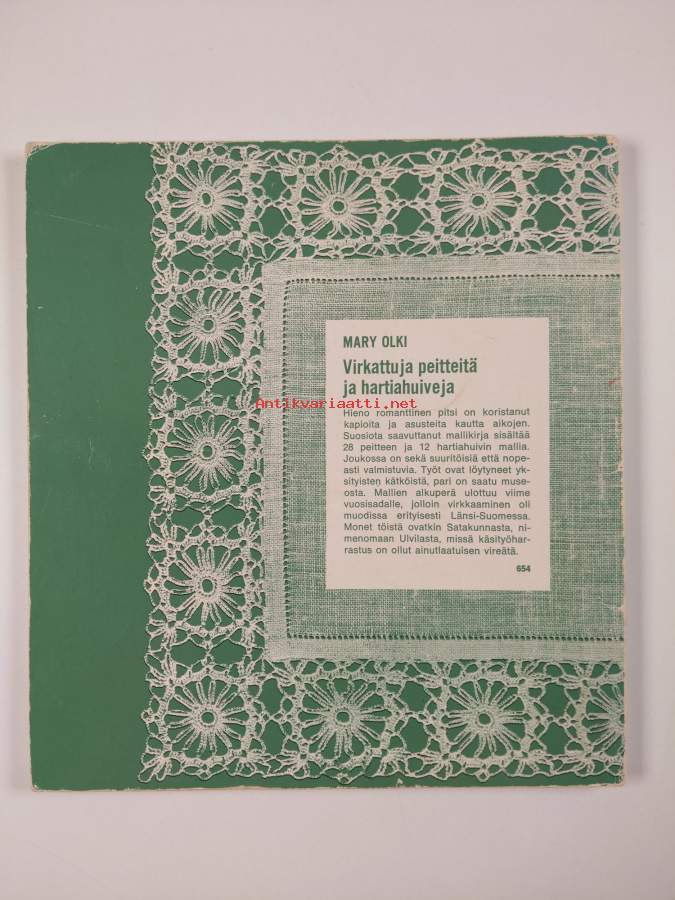 MARY OLKI
Virkattuja peitteitä
ja hartiahuiveja
Antikvariaatti.net
Hieno romanttinen pitsi on koristanut
kapioita ja asusteita kautta aikojen.
Suosiota saavuttanut mallikirja sisältää
28 peitteen ja 12 hartiahuivin mallia.
Joukossa on sekä suuritöisiä että nope-
asti valmistuvia. Työt ovat löytyneet yk-
sityisten kätköistä, pari on saatu muse-
osta. Mallien alkuperä ulottuu viime
vuosisadalle, jolloin virkkaaminen oli
muodissa erityisesti Länsi-Suomessa.
Monet töistä ovatkin Satakunnasta, ni-
menomaan Ulvilasta, missä käsityöhar-
rastus on ollut ainutlaatuisen vireätä.
654